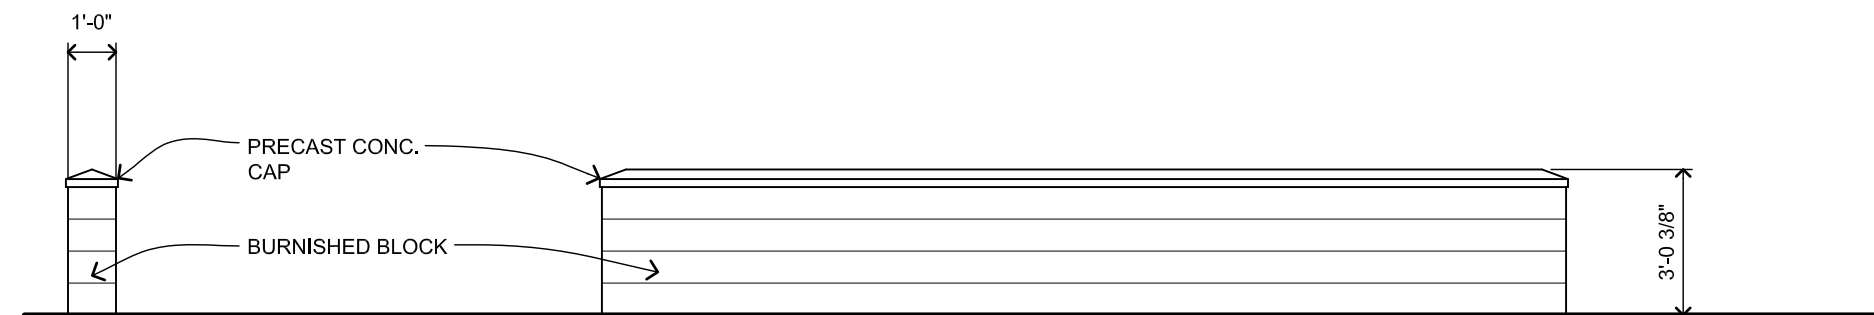 1'-0"
PRECAST CONC.
CAP
BURNISHED BLOCK
3'-0 3/8"